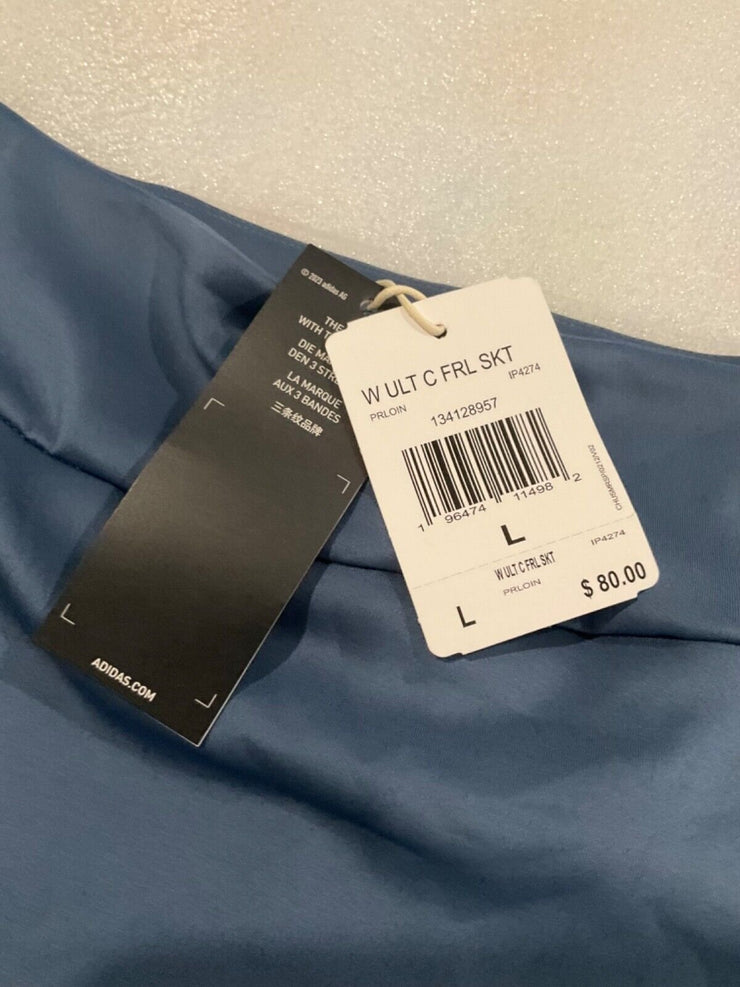 © 2023 adidas AG
THE
WITH
DIE MA
DEN 3 STRE
LA MARQUE
AUX 3 BANDES
三条纹品牌
ADIDAS.COM
W ULT C FRL SKT
PRLOIN IP4274
134128957
1 96474 11498 2
L
W ULT C FRL SKT IP4274
PRLOIN
L $ 80.00